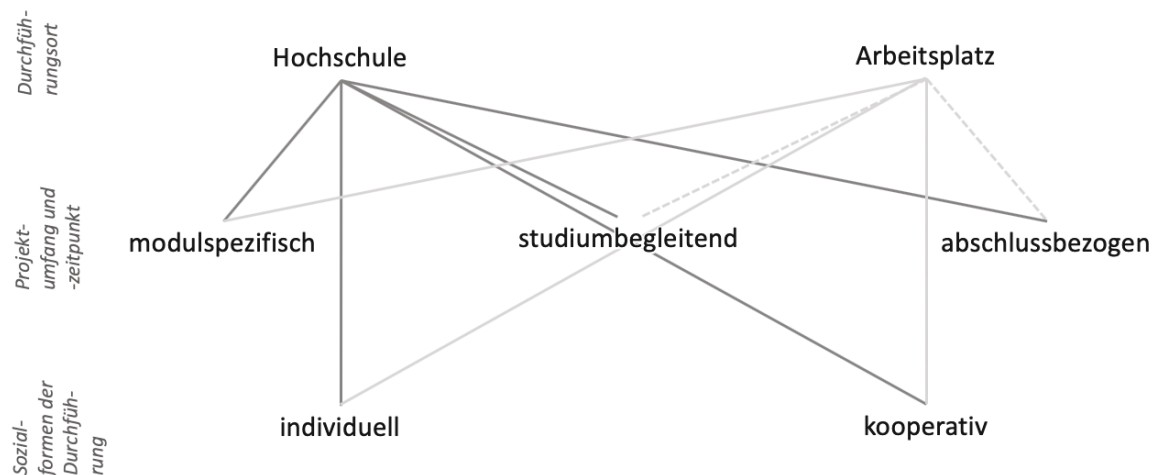 Durchfüh-
rungsort
Hochschule
Arbeitsplatz
Projekt-
umfang und
-zeitpunkt
modulspezifisch
studiumbegleitend
abschlussbezogen
Sozial-
formen der
Durchfüh-
rung
individuell
kooperativ